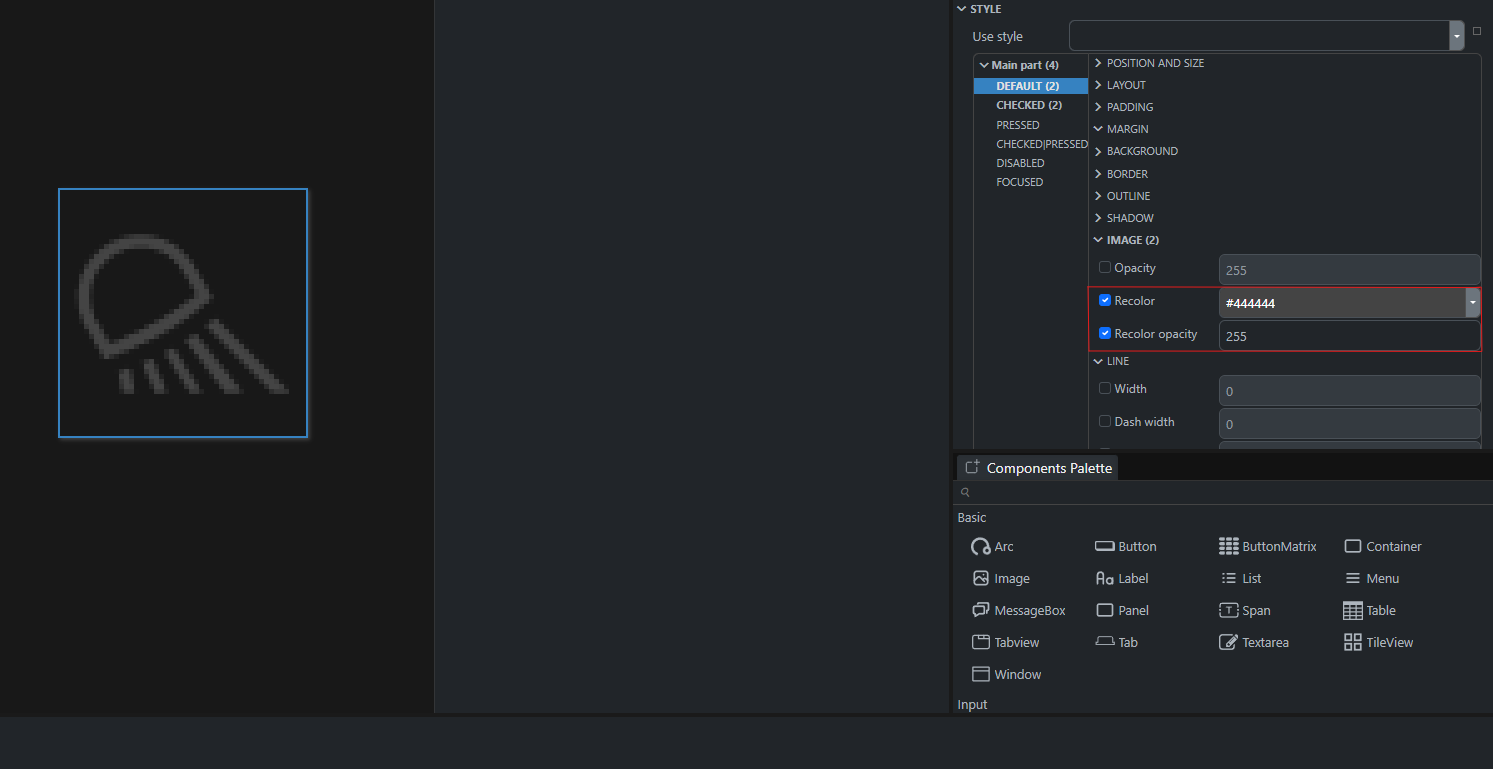 STYLE
Use style
Main part (4)
DEFAULT (2)
CHECKED (2)
PRESSED
CHECKED|PRESSED
DISABLED
FOCUSED
POSITION AND SIZE
LAYOUT
PADDING
MARGIN
BACKGROUND
BORDER
OUTLINE
SHADOW
IMAGE (2)
Opacity 255
Recolor #444444
Recolor opacity 255
LINE
Width 0
Dash width 0
Components Palette
Basic
Arc Button ButtonMatrix Container
Image Label List Menu
MessageBox Panel Span Table
Tabview Tab Textarea TileView
Window
Input